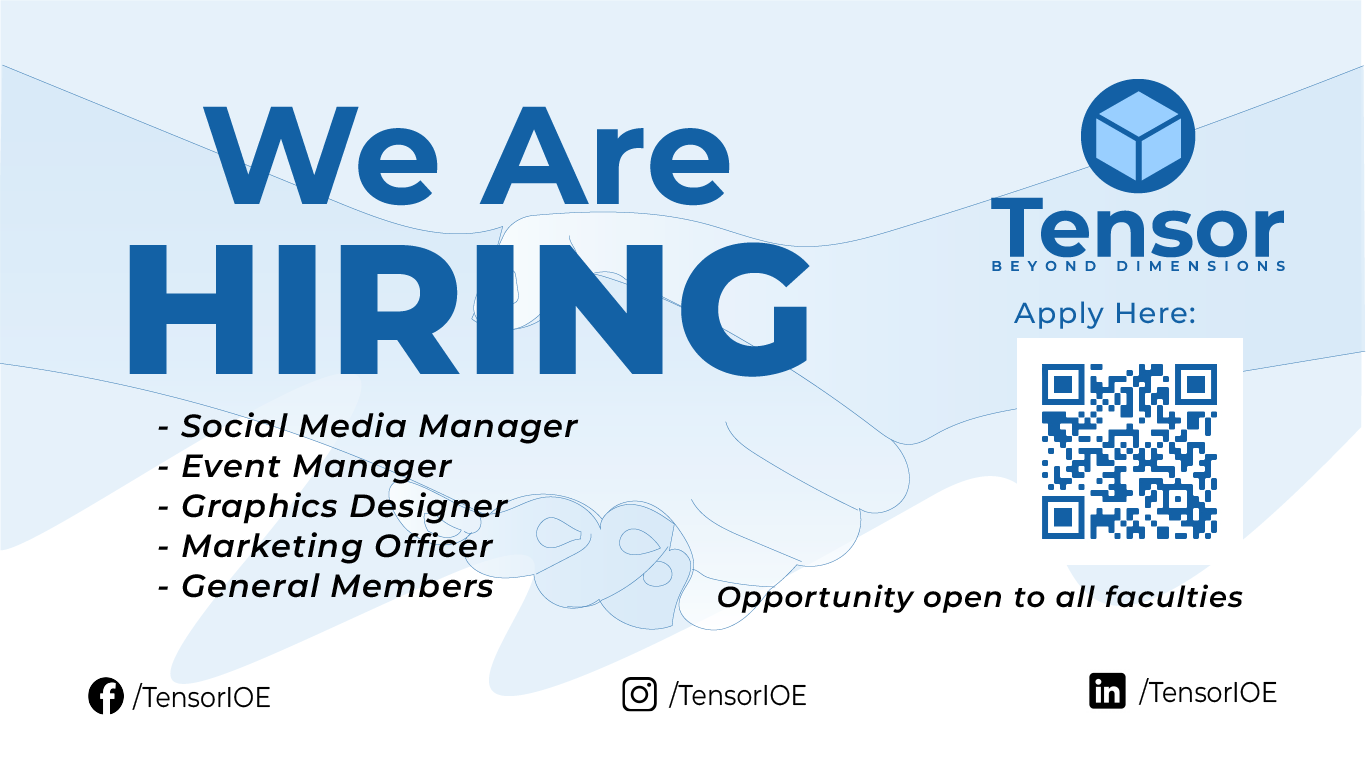 We Are
HIRING
- Social Media Manager
- Event Manager
- Graphics Designer
- Marketing Officer
- General Members
Tensor
BEYOND DIMENSIONS
Apply Here:
Opportunity open to all faculties
/TensorIOE
/TensorIOE
/TensorIOE